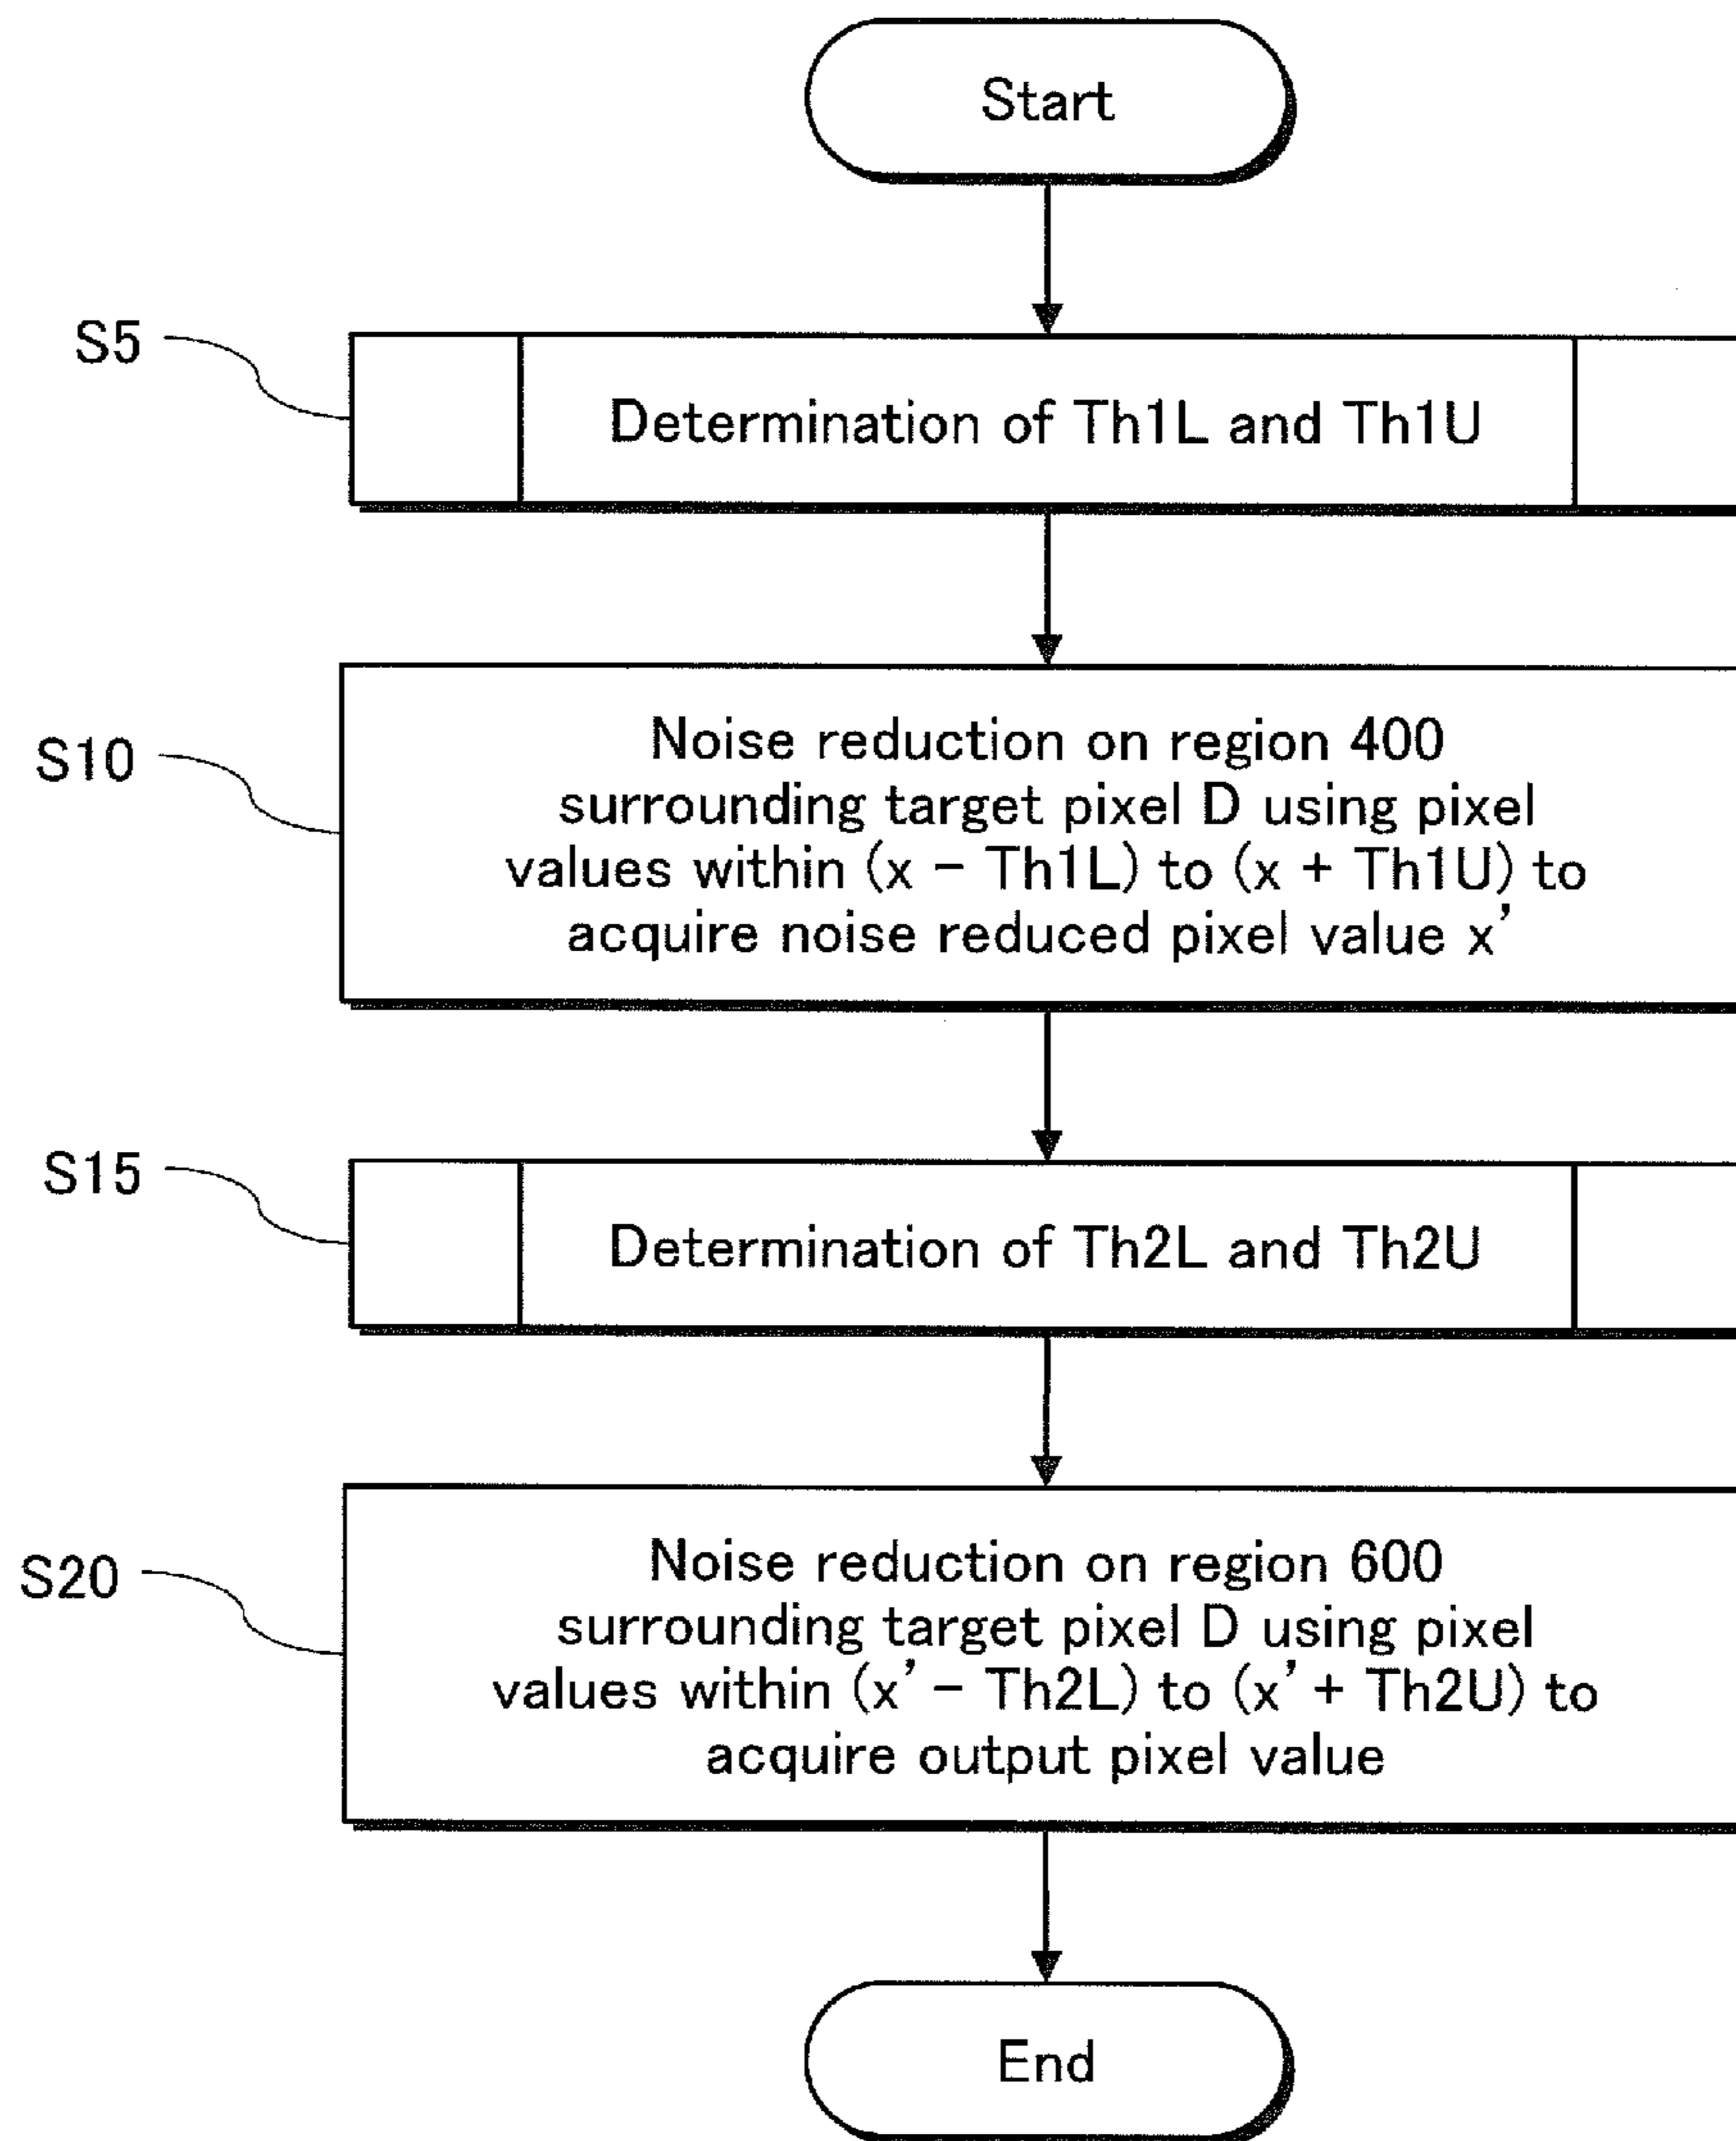 Start
S5
Determination of Th1L and Th1U
S10
Noise reduction on region 400
surrounding target pixel D using pixel
values within (x − Th1L) to (x + Th1U) to
acquire noise reduced pixel value x’
S15
Determination of Th2L and Th2U
S20
Noise reduction on region 600
surrounding target pixel D using pixel
values within (x’ − Th2L) to (x’ + Th2U) to
acquire output pixel value
End